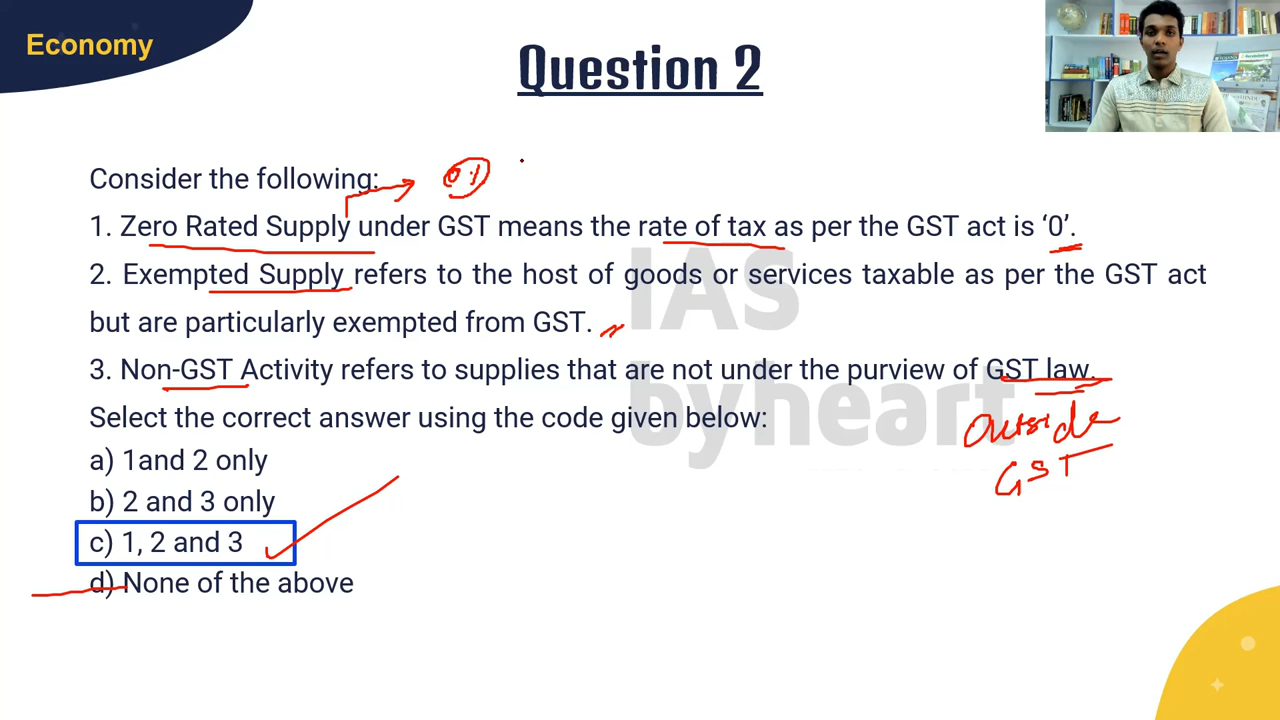 Economy
Question 2
Consider the following:
0%
1. Zero Rated Supply under GST means the rate of tax as per the GST act is ‘0’.
2. Exempted Supply refers to the host of goods or services taxable as per the GST act
but are particularly exempted from GST.
3. Non-GST Activity refers to supplies that are not under the purview of GST law.
Select the correct answer using the code given below:
Outside
GST
a) 1and 2 only
b) 2 and 3 only
c) 1, 2 and 3
d) None of the above
IAS
byheart